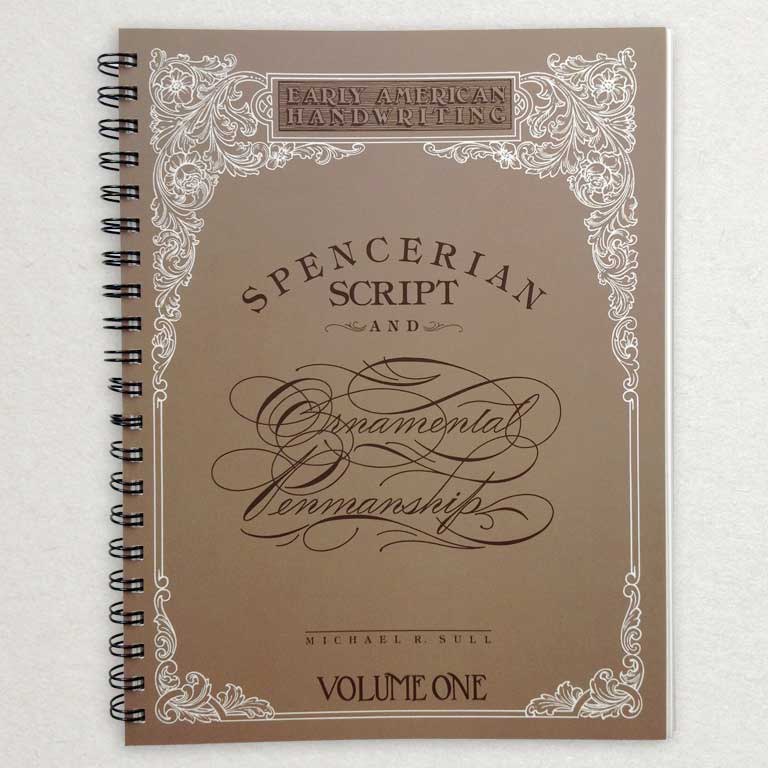 EARLY AMERICAN
HANDWRITING
SPENCERIAN
SCRIPT
AND
Ornamental
Penmanship
MICHAEL R. SULL
VOLUME ONE